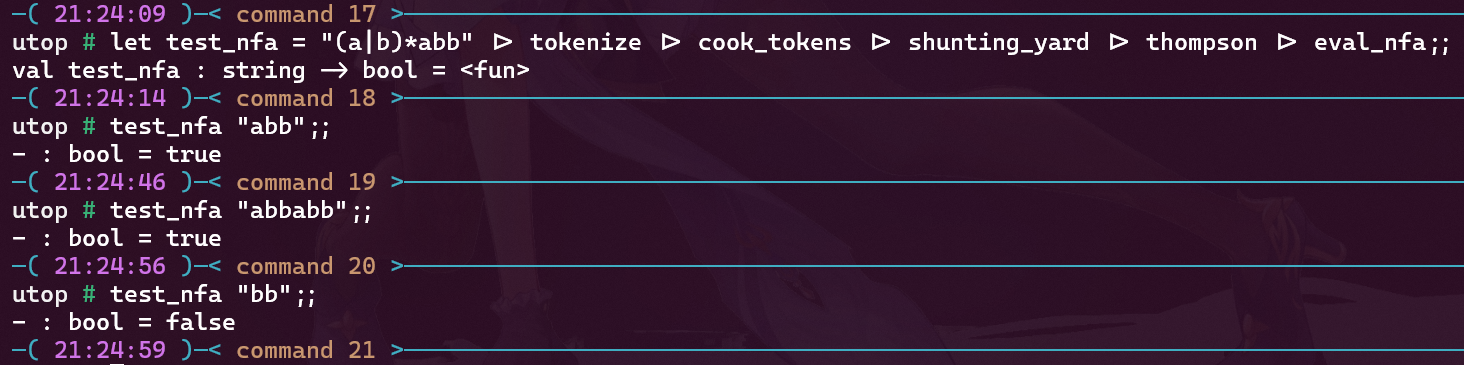 ─( 21:24:09 )─< command 17 >─
utop # let test_nfa = "(a|b)*abb" |> tokenize |> cook_tokens |> shunting_yard |> thompson |> eval_nfa;;
val test_nfa : string -> bool = <fun>
─( 21:24:14 )─< command 18 >─
utop # test_nfa "abb";;
- : bool = true
─( 21:24:46 )─< command 19 >─
utop # test_nfa "abbabb";;
- : bool = true
─( 21:24:56 )─< command 20 >─
utop # test_nfa "bb";;
- : bool = false
─( 21:24:59 )─< command 21 >─